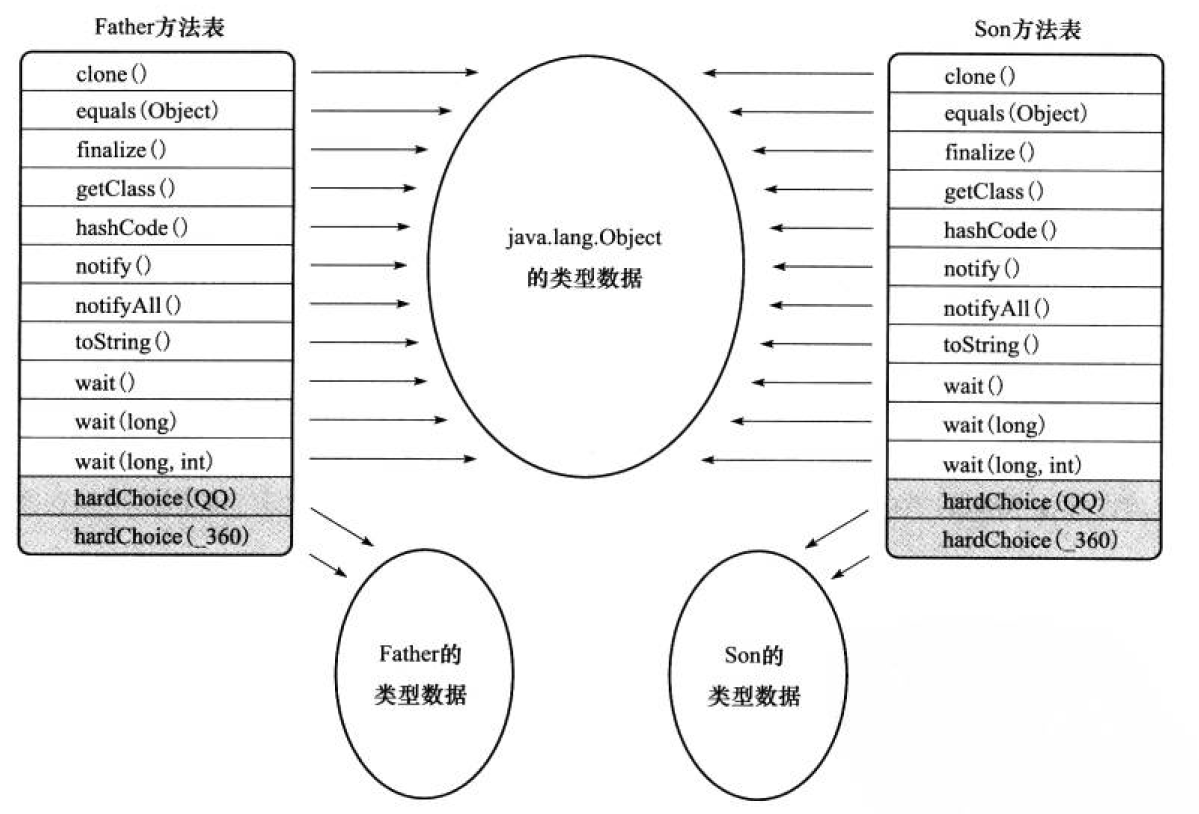 Father方法表
clone()
equals(Object)
finalize()
getClass()
hashCode()
notify()
notifyAll()
toString()
wait()
wait(long)
wait(long, int)
hardChoice(QQ)
hardChoice(_360)
java.lang.Object
的类型数据
Father的
类型数据
Son的
类型数据
Son方法表
clone()
equals(Object)
finalize()
getClass()
hashCode()
notify()
notifyAll()
toString()
wait()
wait(long)
wait(long, int)
hardChoice(QQ)
hardChoice(_360)